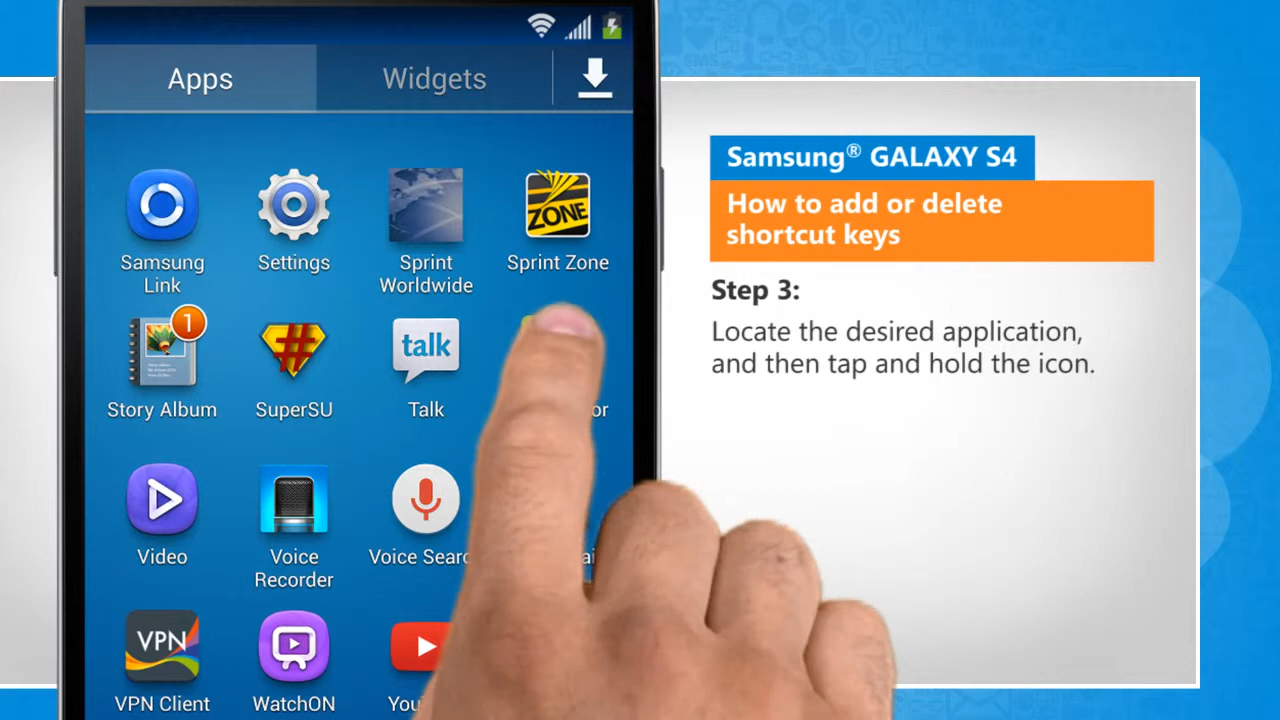 Apps
Widgets
Samsung® GALAXY S4
How to add or delete
shortcut keys
Step 3:
Locate the desired application,
and then tap and hold the icon.
ZONE
Samsung
Link
Settings
Sprint
Worldwide
Sprint Zone
1
talk
Story Album
SuperSU
Talk
Video
Voice
Recorder
Voice
VPN
VPN Client
WatchON